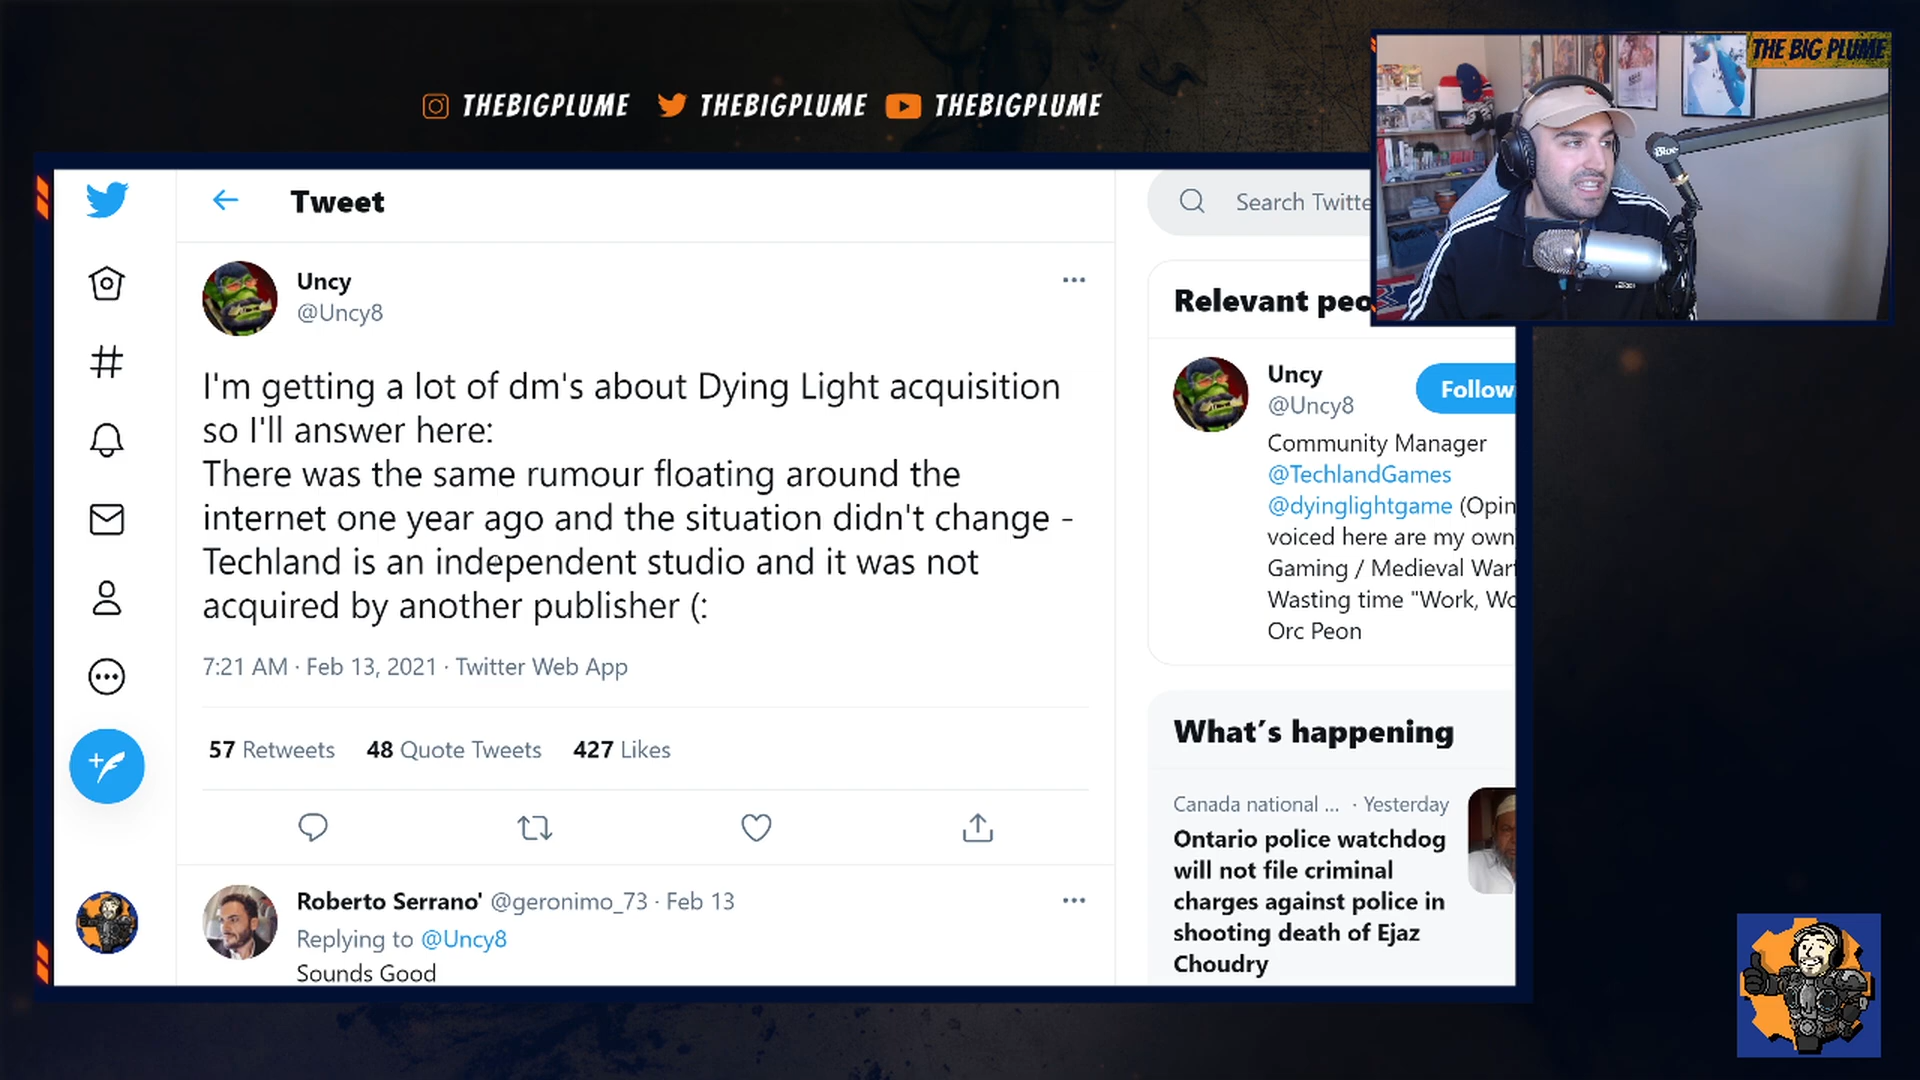 THEBIGPLUME THEBIGPLUME THEBIGPLUME
THE BIG PLUME
Blue
Tweet
Search Twitte
Uncy
@Uncy8
I'm getting a lot of dm's about Dying Light acquisition
so I'll answer here:
There was the same rumour floating around the
internet one year ago and the situation didn't change -
Techland is an independent studio and it was not
acquired by another publisher (:
7:21 AM · Feb 13, 2021 · Twitter Web App
57 Retweets 48 Quote Tweets 427 Likes
Roberto Serrano' @geronimo_73 · Feb 13
Replying to @Uncy8
Sounds Good
Relevant peo
Uncy
@Uncy8
Follow
Community Manager
@TechlandGames
@dyinglightgame (Opin
voiced here are my own
Gaming / Medieval War
Wasting time "Work, Wo
Orc Peon
What's happening
Canada national ... · Yesterday
Ontario police watchdog
will not file criminal
charges against police in
shooting death of Ejaz
Choudry